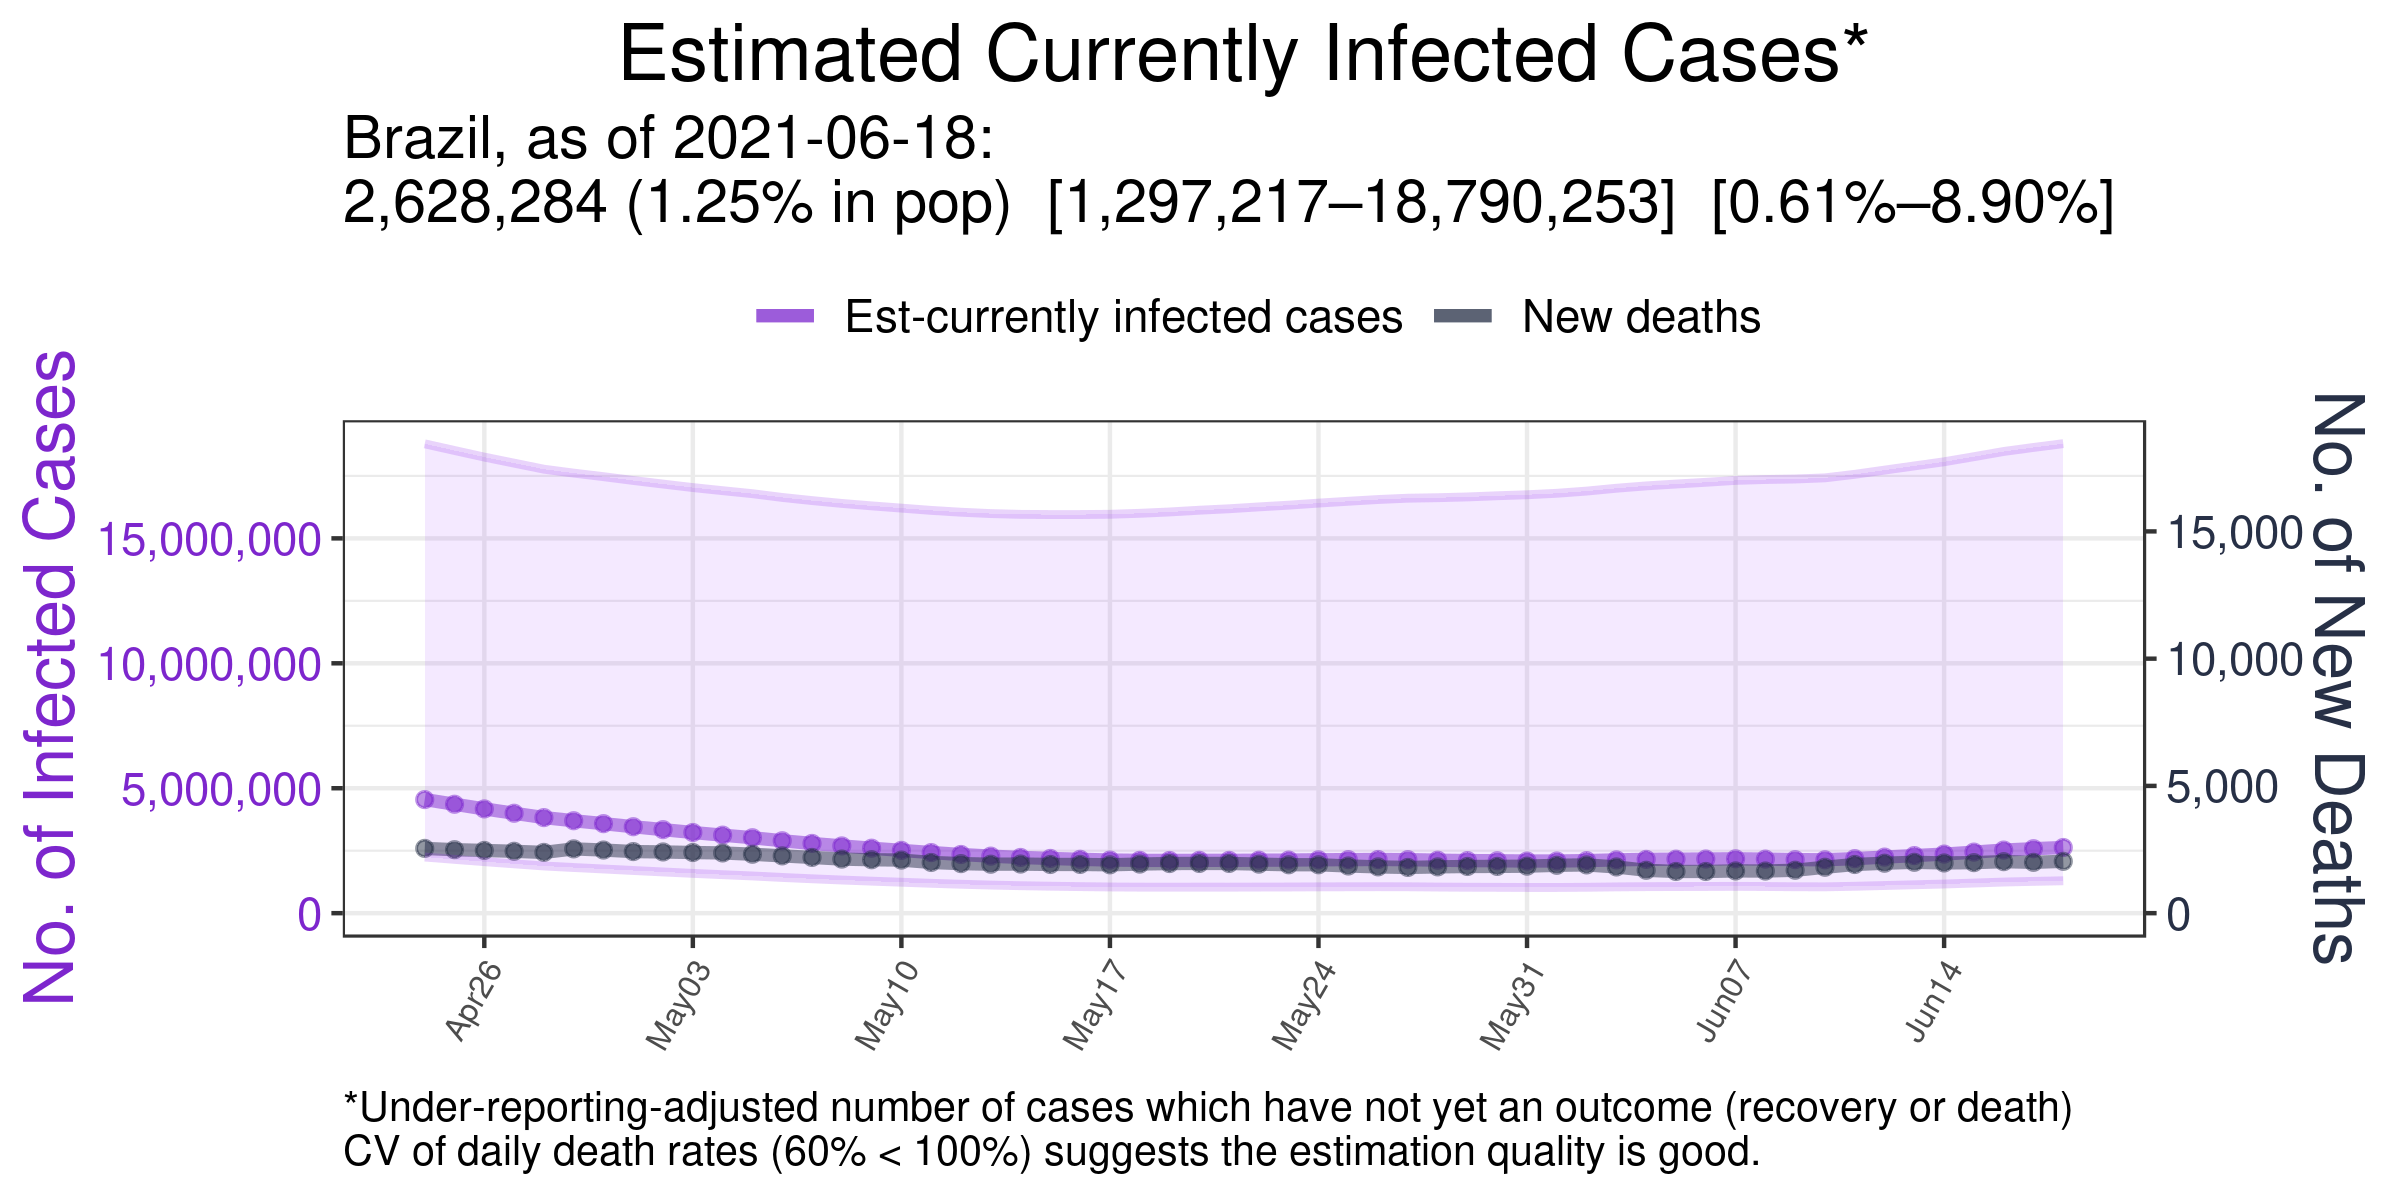 Estimated Currently Infected Cases*
Brazil, as of 2021-06-18:
2,628,284 (1.25% in pop) [1,297,217–18,790,253] [0.61%–8.90%]
Est-currently infected cases
New deaths
No. of Infected Cases
15,000,000
10,000,000
5,000,000
0
No. of New Deaths
15,000
10,000
5,000
0
Apr26
May03
May10
May17
May24
May31
Jun07
Jun14
*Under-reporting-adjusted number of cases which have not yet an outcome (recovery or death)
CV of daily death rates (60% < 100%) suggests the estimation quality is good.